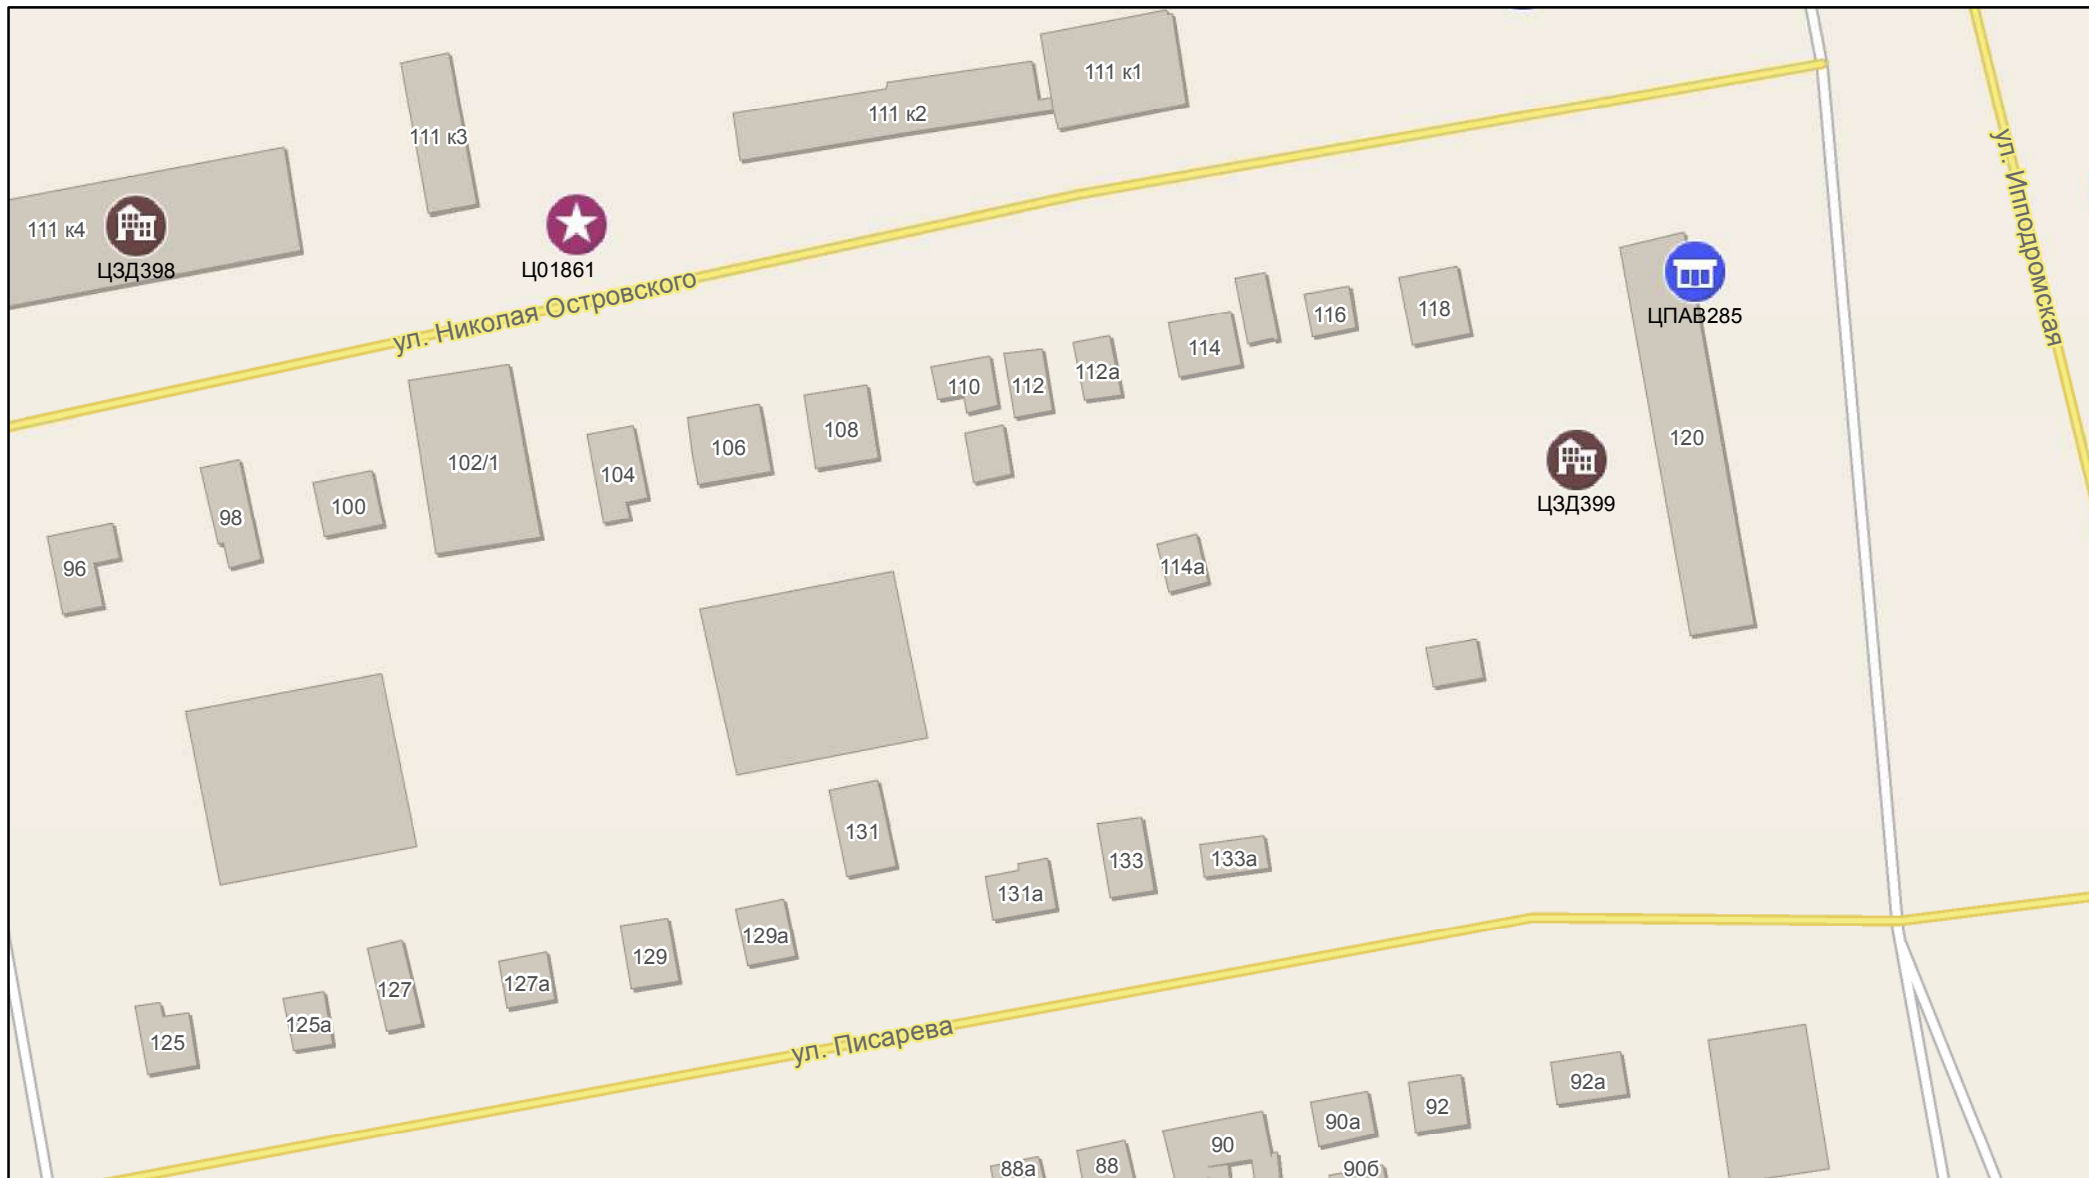 111 к1
111 к2
111 к3
111 к4
ЦЗД398
Ц01861
ул. Николая Островского
ул. Ипподромская
ЦПАВ285
116
118
114
112а
112
110
108
106
104
102/1
100
98
96
120
ЦЗД399
114а
131
133
133а
131а
129а
129
127а
127
125а
125
ул. Писарева
92а
92
90а
90
90б
88
88а